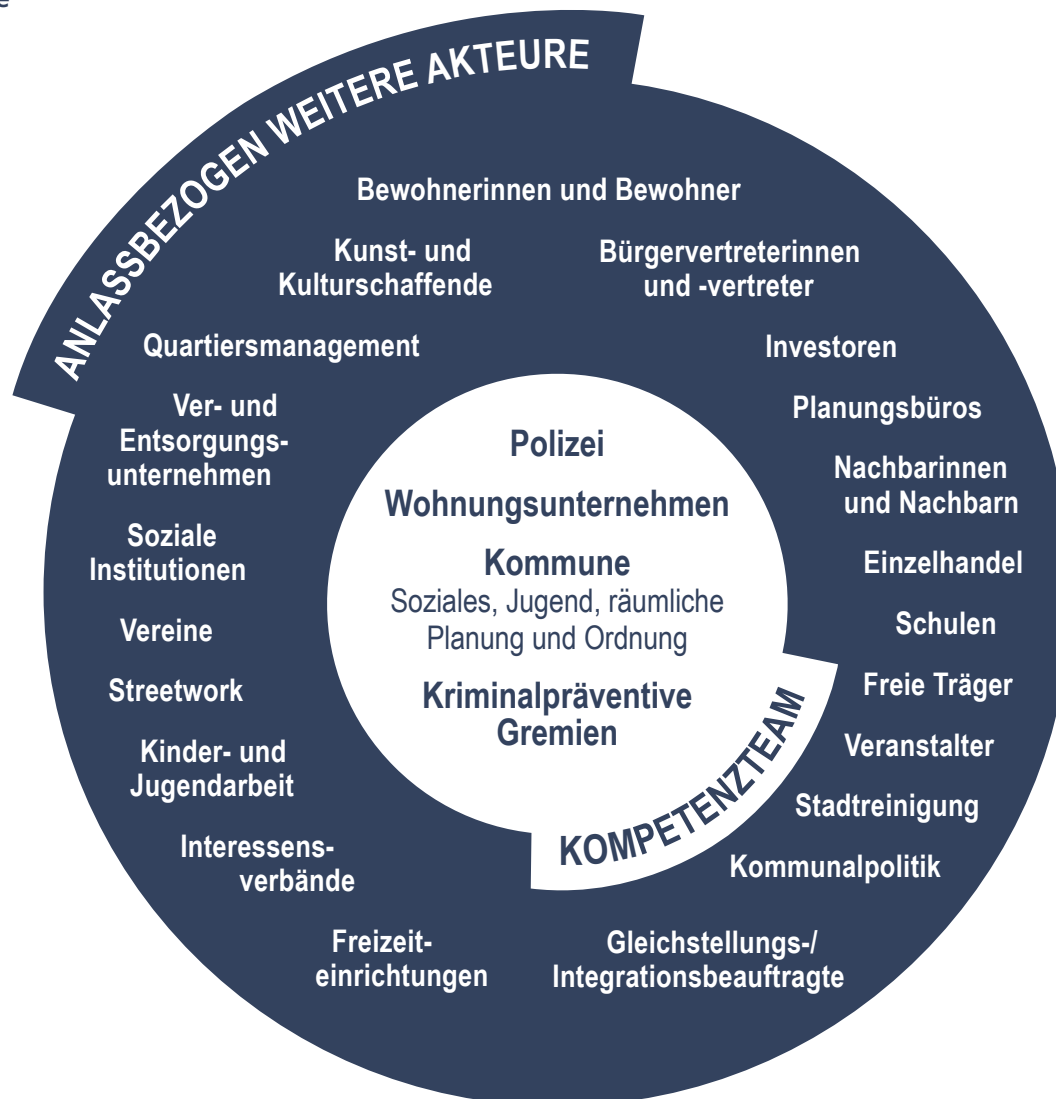 e
ANLASSBEZOGEN WEITERE AKTEURE
Bewohnerinnen und Bewohner
Kunst- und
Kulturschaffende
Bürgervertreterinnen
und -vertreter
Quartiersmanagement
Investoren
Ver- und
Entsorgungs-
unternehmen
Planungsbüros
Nachbarinnen
und Nachbarn
Soziale
Institutionen
Einzelhandel
Vereine
Schulen
Streetwork
Freie Träger
Kinder- und
Jugendarbeit
Veranstalter
Stadtreinigung
Interessens-
verbände
Kommunalpolitik
Freizeit-
einrichtungen
Gleichstellungs-/
Integrationsbeauftragte
Polizei
Wohnungsunternehmen
Kommune
Soziales, Jugend, räumliche
Planung und Ordnung
Kriminalpräventive
Gremien
KOMPETENZTEAM